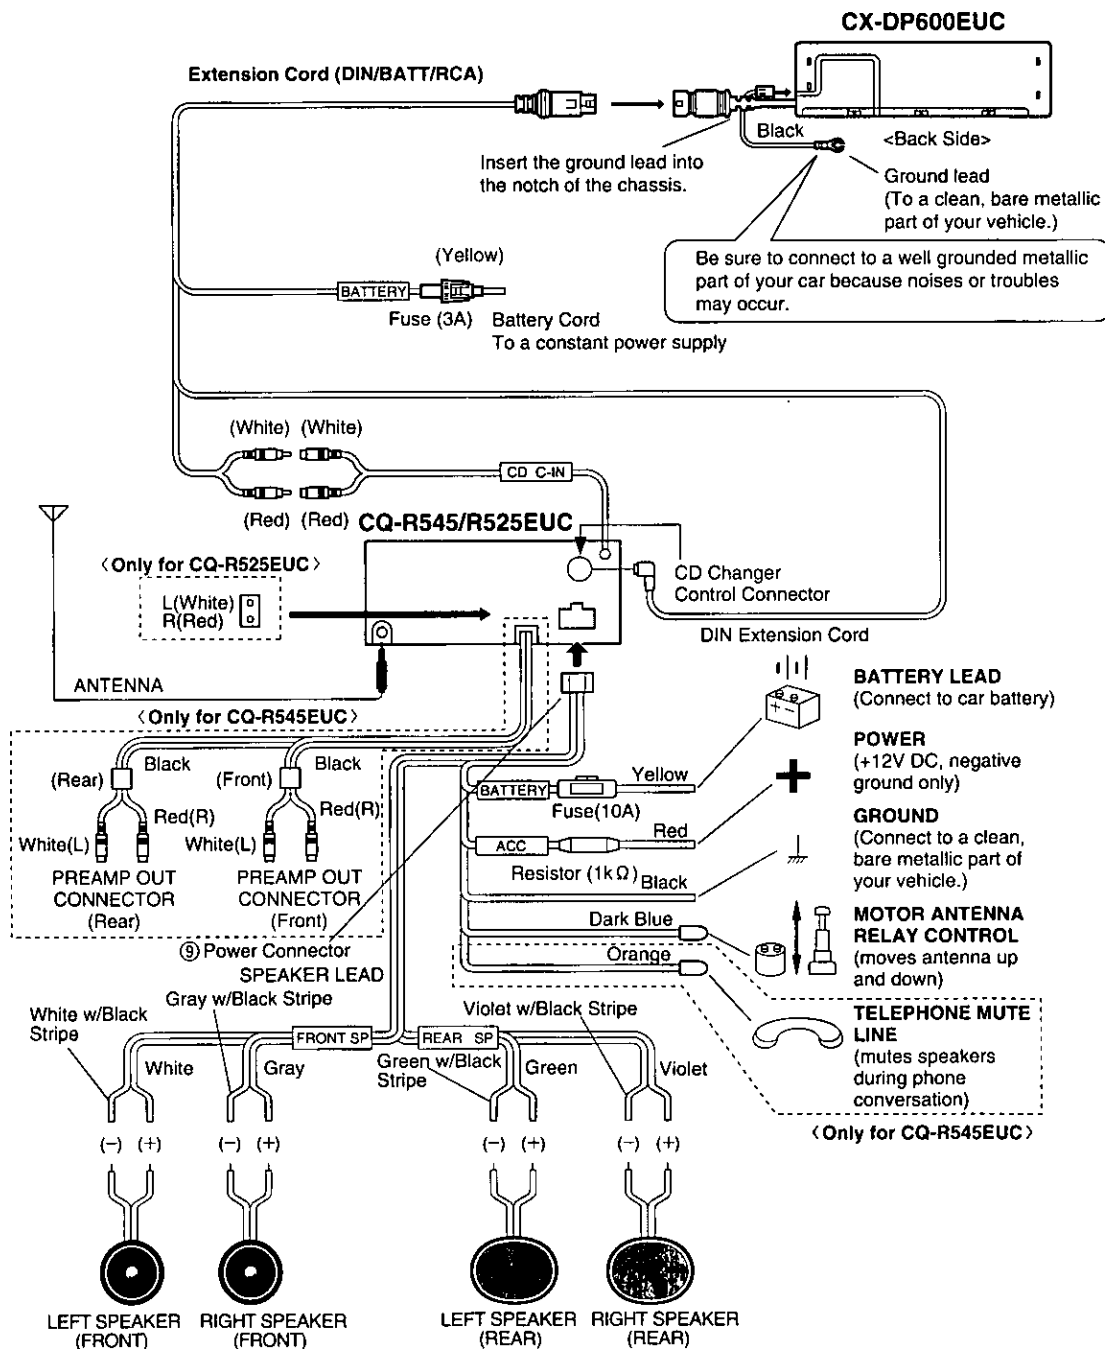 CX-DP600EUC
Extension Cord (DIN/BATT/RCA)
Black
<Back Side>
Insert the ground lead into
the notch of the chassis.
Ground lead
(To a clean, bare metallic
part of your vehicle.)
Be sure to connect to a well grounded metallic
part of your car because noises or troubles
may occur.
(Yellow)
BATTERY
Fuse (3A)
Battery Cord
To a constant power supply
(White) (White)
CD C-IN
(Red) (Red)
CQ-R545/R525EUC
<Only for CQ-R525EUC>
L(White)
R(Red)
CD Changer
Control Connector
DIN Extension Cord
ANTENNA
<Only for CQ-R545EUC>
(Rear)
Black
(Front)
Black
Red(R)
Red(R)
White(L)
White(L)
PREAMP OUT
CONNECTOR
(Rear)
PREAMP OUT
CONNECTOR
(Front)
⑨ Power Connector
BATTERY
Yellow
Fuse(10A)
ACC
Red
Resistor (1kΩ)
Black
Dark Blue
Orange
BATTERY LEAD
(Connect to car battery)
POWER
(+12V DC, negative
ground only)
GROUND
(Connect to a clean,
bare metallic part of
your vehicle.)
MOTOR ANTENNA
RELAY CONTROL
(moves antenna up
and down)
TELEPHONE MUTE
LINE
(mutes speakers
during phone
conversation)
<Only for CQ-R545EUC>
SPEAKER LEAD
Gray w/Black Stripe
White w/Black
Stripe
White
Gray
FRONT SP
REAR SP
Violet w/Black Stripe
Green w/Black
Stripe
Green
Violet
(−) (+)
(−) (+)
(−) (+)
(−) (+)
LEFT SPEAKER
(FRONT)
RIGHT SPEAKER
(FRONT)
LEFT SPEAKER
(REAR)
RIGHT SPEAKER
(REAR)